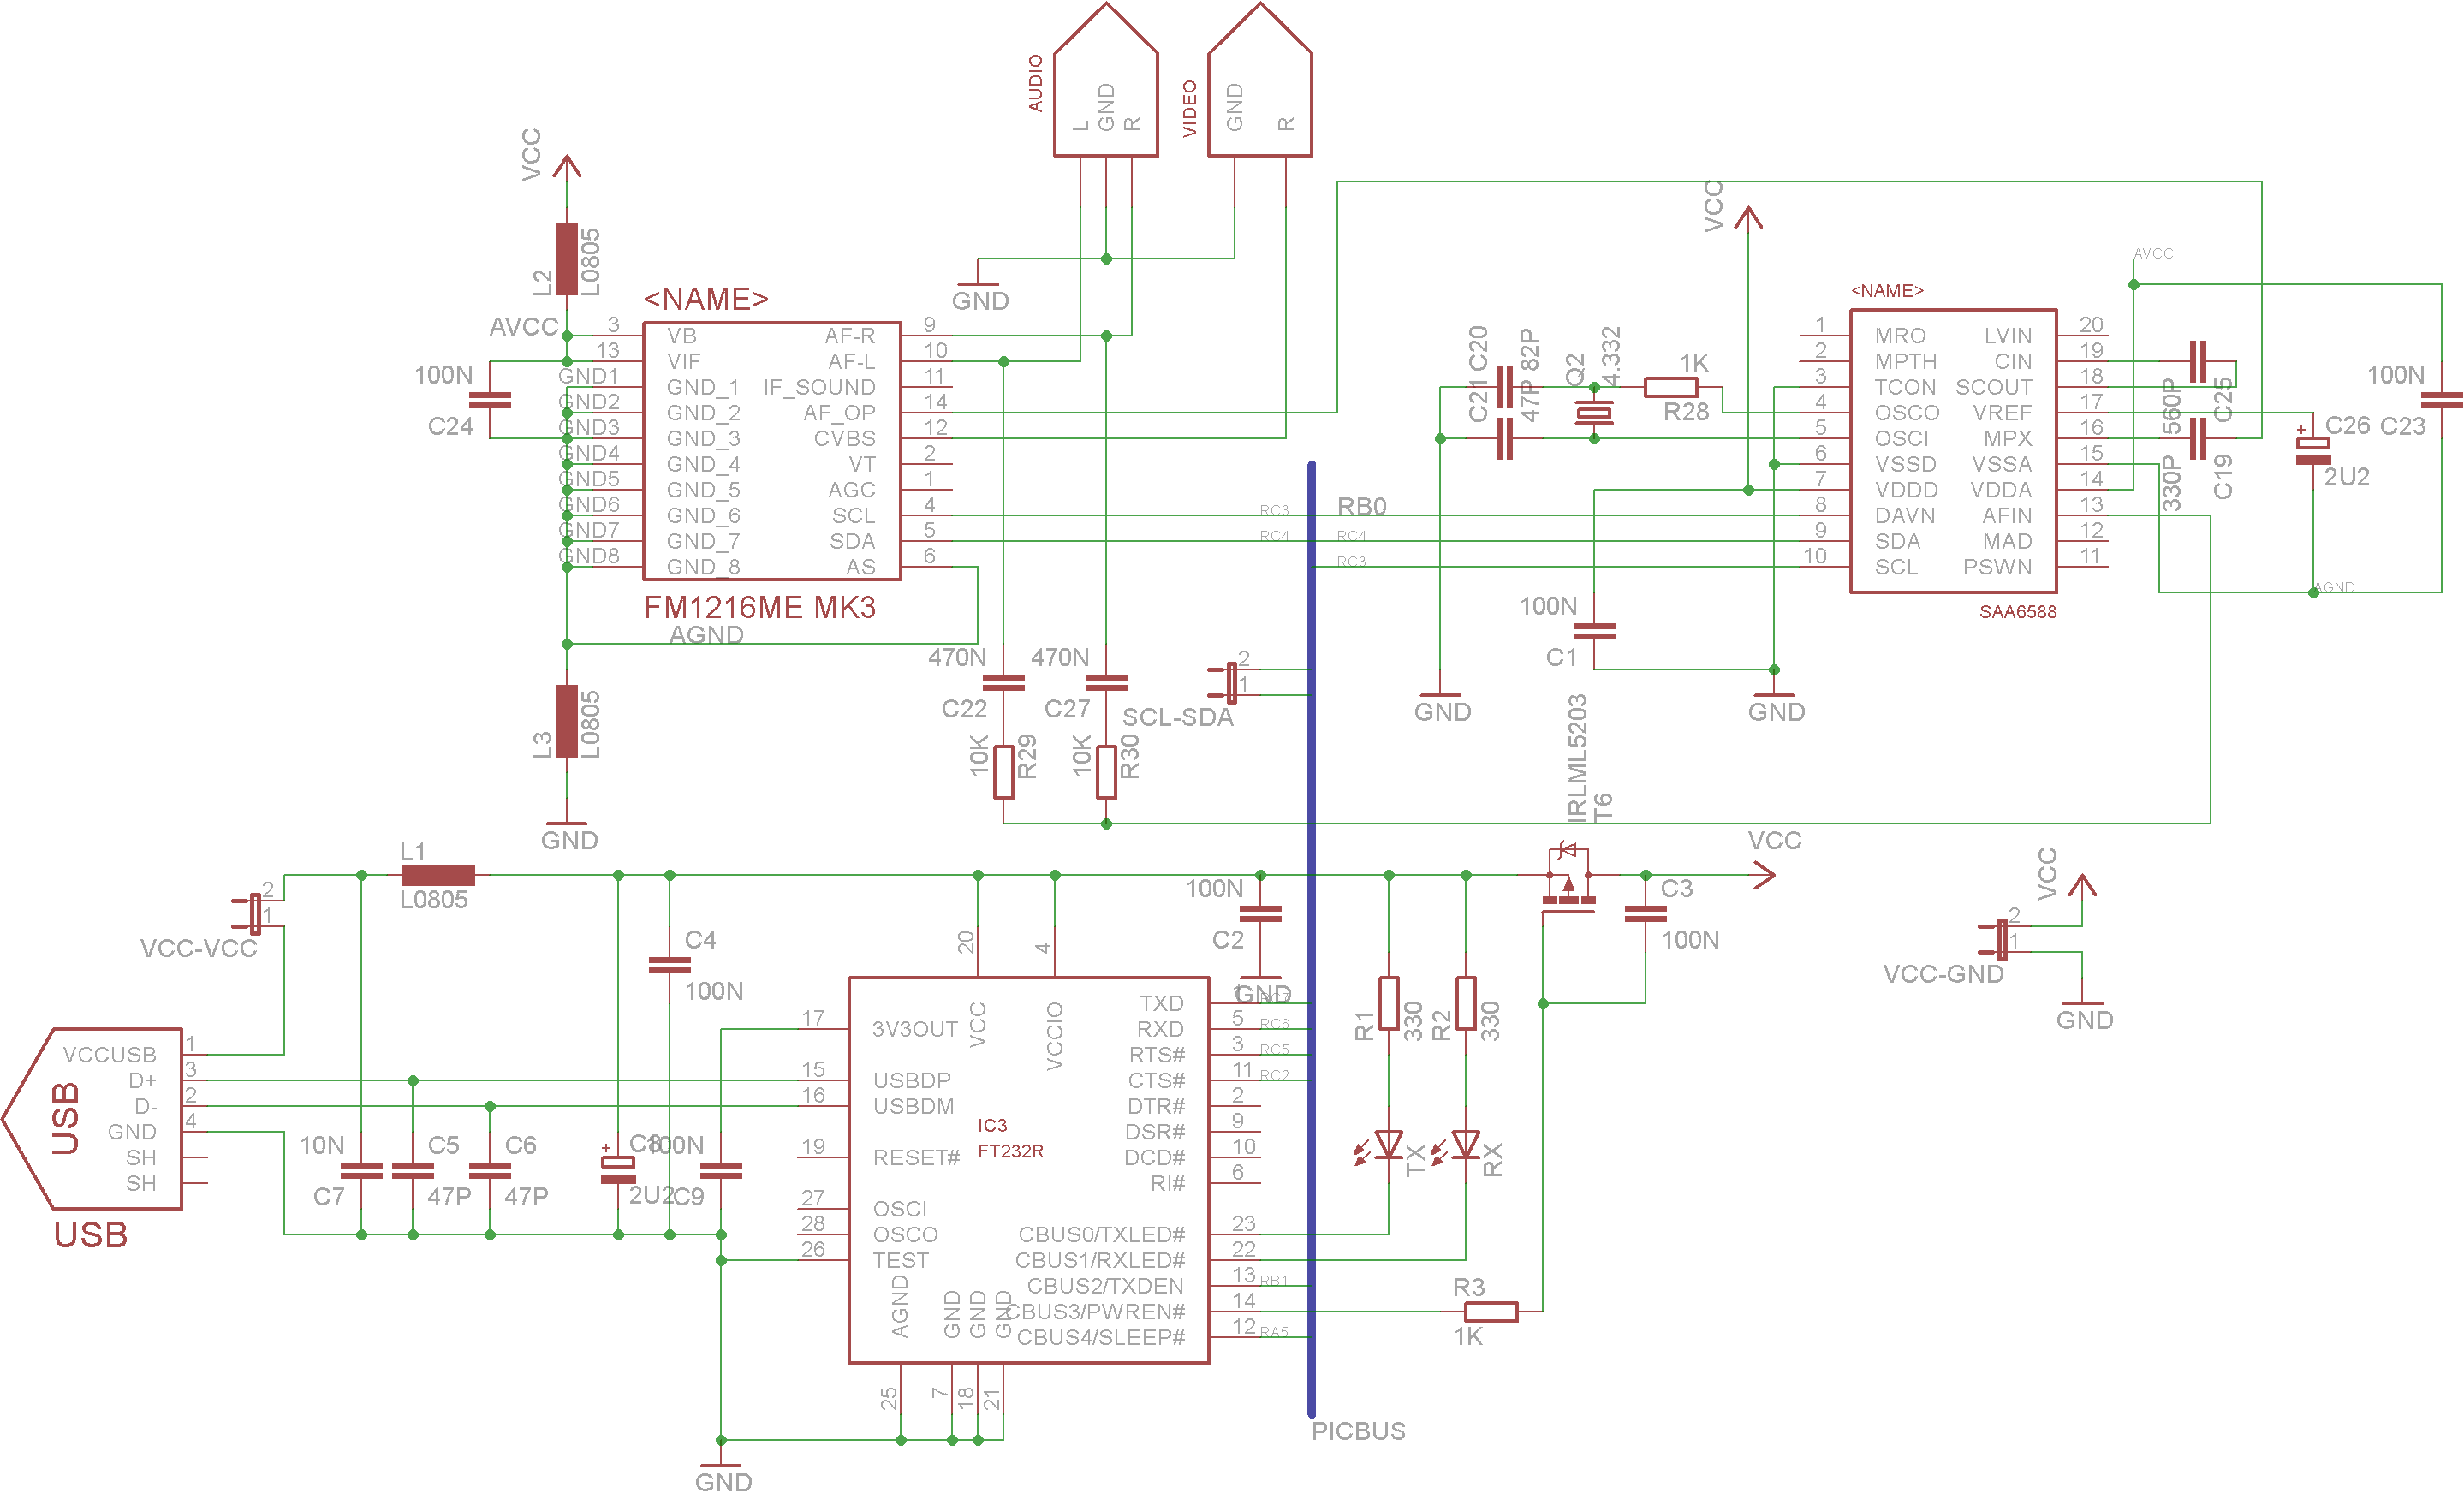 AUDIO
L
GND
R
VIDEO
GND
R
VCC
L2
L0805
<NAME>
AVCC
3 VB AF-R 9
13 VIF AF-L 10
GND1 GND_1 IF_SOUND 11
GND2 GND_2 AF_OP 14
GND3 GND_3 CVBS 12
GND4 GND_4 VT 2
GND5 GND_5 AGC 1
GND6 GND_6 SCL 4
GND7 GND_7 SDA 5
GND8 GND_8 AS 6
FM1216ME MK3
AGND
100N
C24
GND
L3
L0805
GND
470N
C22
10K
R29
470N
C27
10K
R30
SCL-SDA
2
1
RC3
RC4
RB0
RC4
RC3
VCC
C20
82P
C21
47P
Q2
4.332
1K
R28
GND
100N
C1
GND
<NAME>
1 MRO LVIN 20
2 MPTH CIN 19
3 TCON SCOUT 18
4 OSCO VREF 17
5 OSCI MPX 16
6 VSSD VSSA 15
7 VDDD VDDA 14
8 DAVN AFIN 13
9 SDA MAD 12
10 SCL PSWN 11
SAA6588
AVCC
560P
C25
330P
C19
+
C26
2U2
100N
C23
AGND
IRLML5203
T6
VCC
C3
100N
VCC
2
1
VCC-GND
GND
L1
L0805
2
1
VCC-VCC
C4
100N
100N
C2
GND
USB
VCCUSB 1
D+ 3
D- 2
GND 4
SH
SH
USB
10N
C7
C5
47P
C6
47P
+
C8
2U2
100N
C9
20
VCC
4
VCCIO
17 3V3OUT
15 USBDP
16 USBDM
19 RESET#
27 OSCI
28 OSCO
26 TEST
IC3
FT232R
TXD 1 RC7
RXD 5 RC6
RTS# 3 RC5
CTS# 11 RC2
DTR# 2
DSR# 9
DCD# 10
RI# 6
CBUS0/TXLED# 23
CBUS1/RXLED# 22
CBUS2/TXDEN 13 RB1
CBUS3/PWREN# 14
CBUS4/SLEEP# 12 RA5
AGND
GND
GND
GND
25
7
18
21
GND
R1
330
R2
330
TX
RX
R3
1K
PICBUS